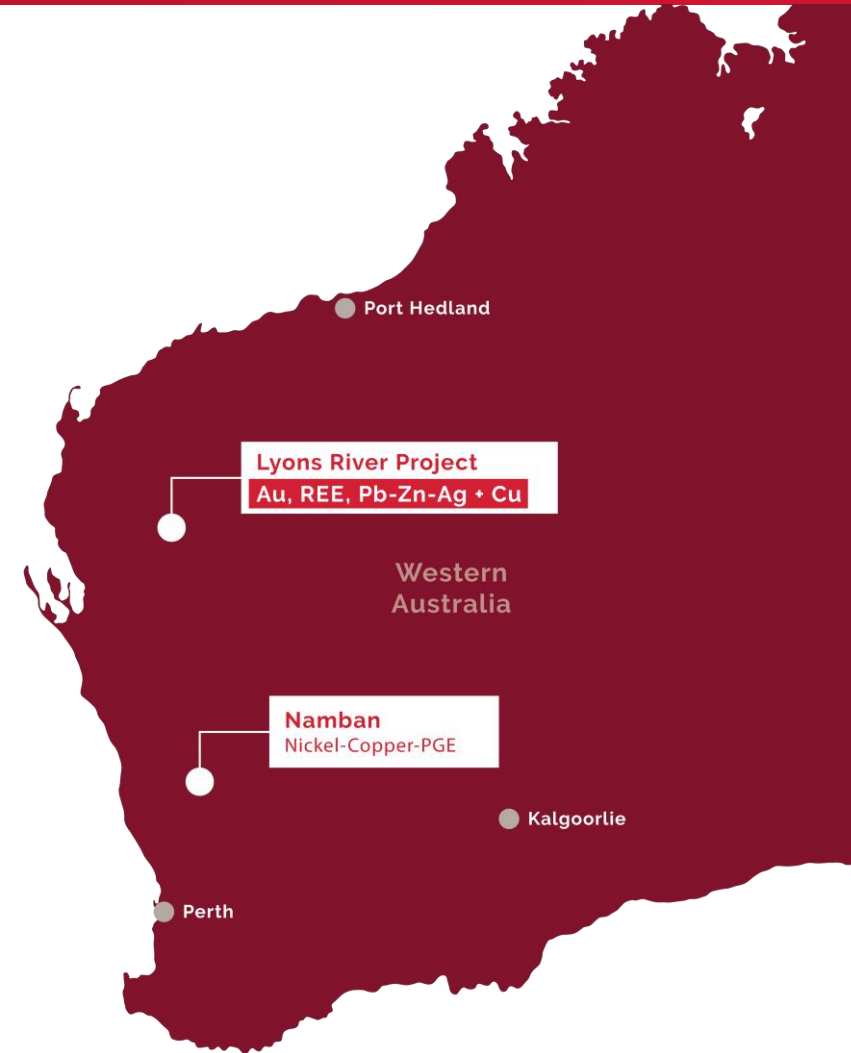 Port Hedland
Lyons River Project
Au, REE, Pb-Zn-Ag + Cu
Western
Australia
Namban
Nickel-Copper-PGE
Kalgoorlie
Perth